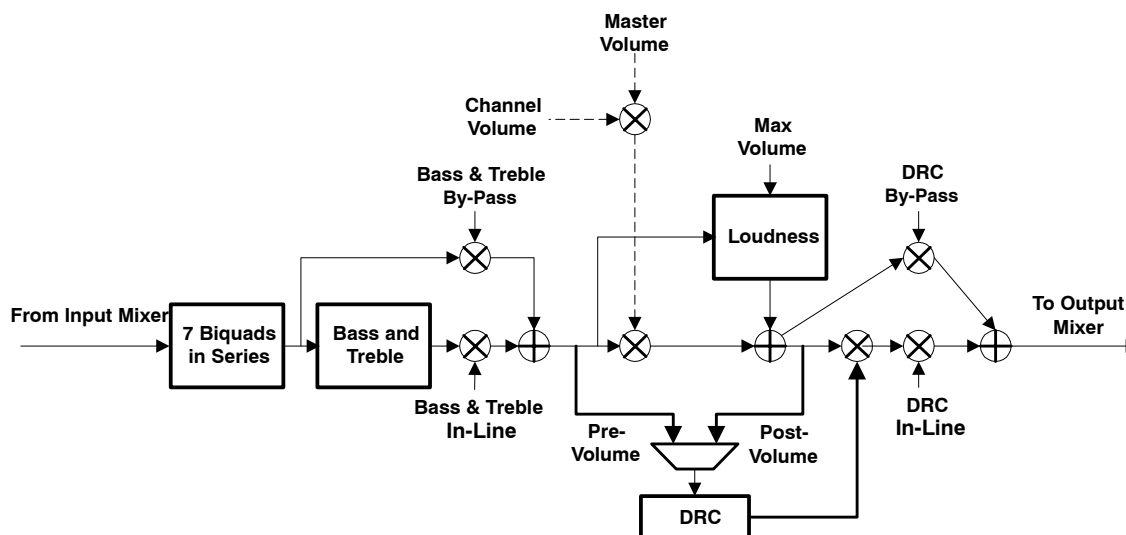 Master
Volume
Channel
Volume
Max
Volume
Bass & Treble
By-Pass
DRC
By-Pass
Loudness
From Input Mixer
7 Biquads
in Series
Bass and
Treble
To Output
Mixer
Bass & Treble
In-Line
Pre-
Volume
Post-
Volume
DRC
In-Line
DRC